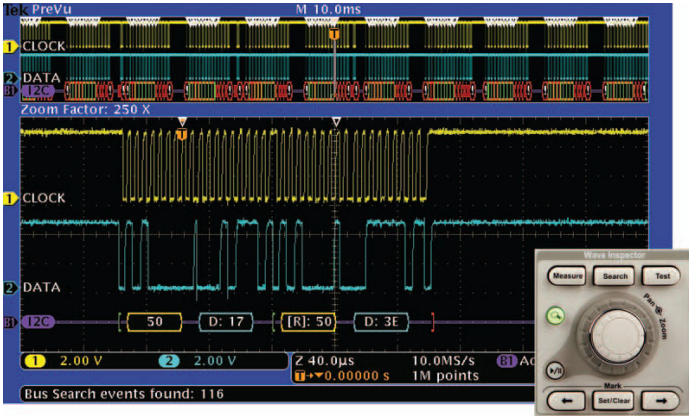 Tek PreVu M 10.0ms
T
1 CLOCK
2 DATA
B1 I2C
Zoom Factor: 250 X
T
1 CLOCK
2 DATA
B1 I2C 50 D: 17 [R]: 50 D: 3E
1 2.00 V 2 2.00 V Z 40.0µs 10.0MS/s B1
T→▼0.00000 s 1M points
Bus Search events found: 116
Wave Inspector
Measure Search Test
Pan Zoom
Mark
← Set/Clear →